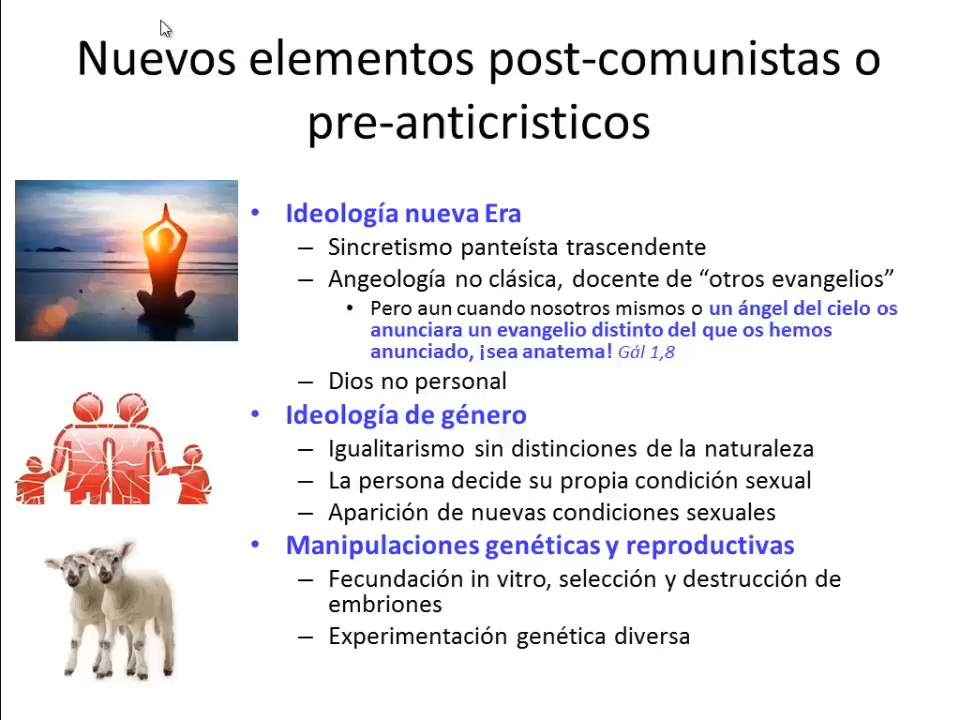 Nuevos elementos post-comunistas o
pre-anticristicos
• Ideología nueva Era
– Sincretismo panteísta trascendente
– Angeología no clásica, docente de “otros evangelios”
• Pero aun cuando nosotros mismos o un ángel del cielo os
anunciara un evangelio distinto del que os hemos
anunciado, ¡sea anatema! Gál 1,8
– Dios no personal
• Ideología de género
– Igualitarismo sin distinciones de la naturaleza
– La persona decide su propia condición sexual
– Aparición de nuevas condiciones sexuales
• Manipulaciones genéticas y reproductivas
– Fecundación in vitro, selección y destrucción de
embriones
– Experimentación genética diversa